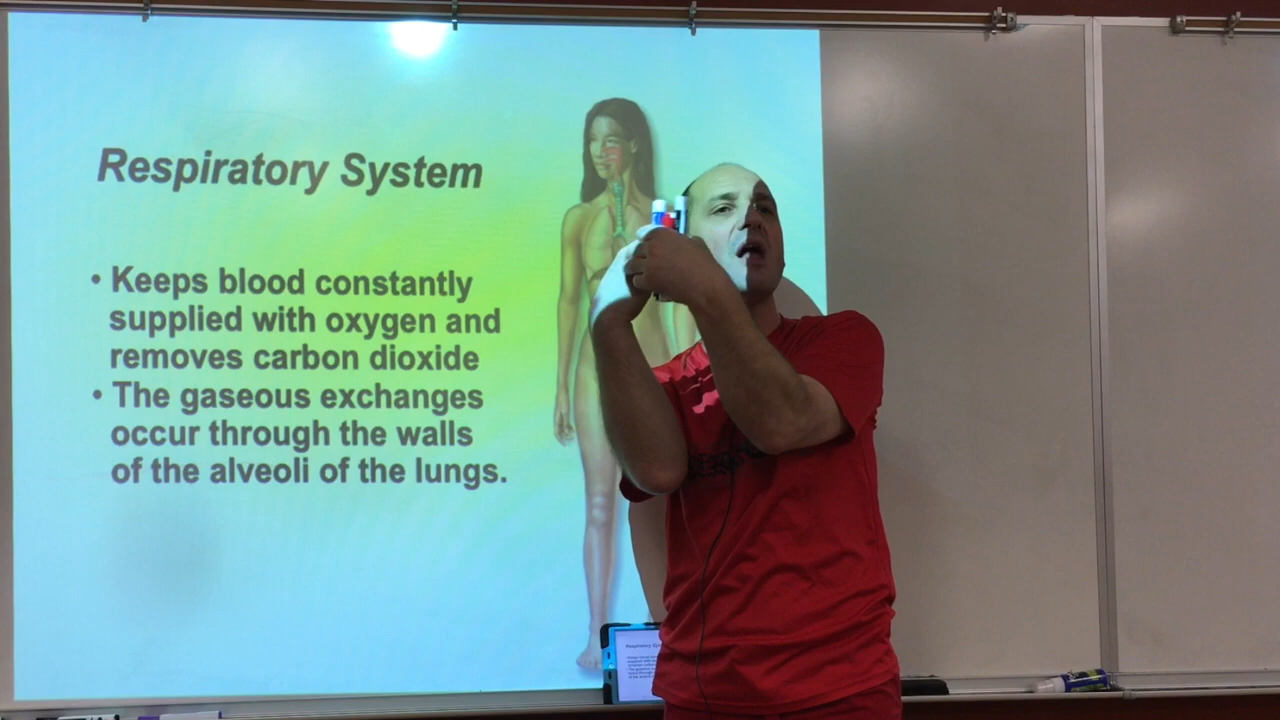 Respiratory System
• Keeps blood constantly
supplied with oxygen and
removes carbon dioxide
• The gaseous exchanges
occur through the walls
of the alveoli of the lungs.
Respiratory